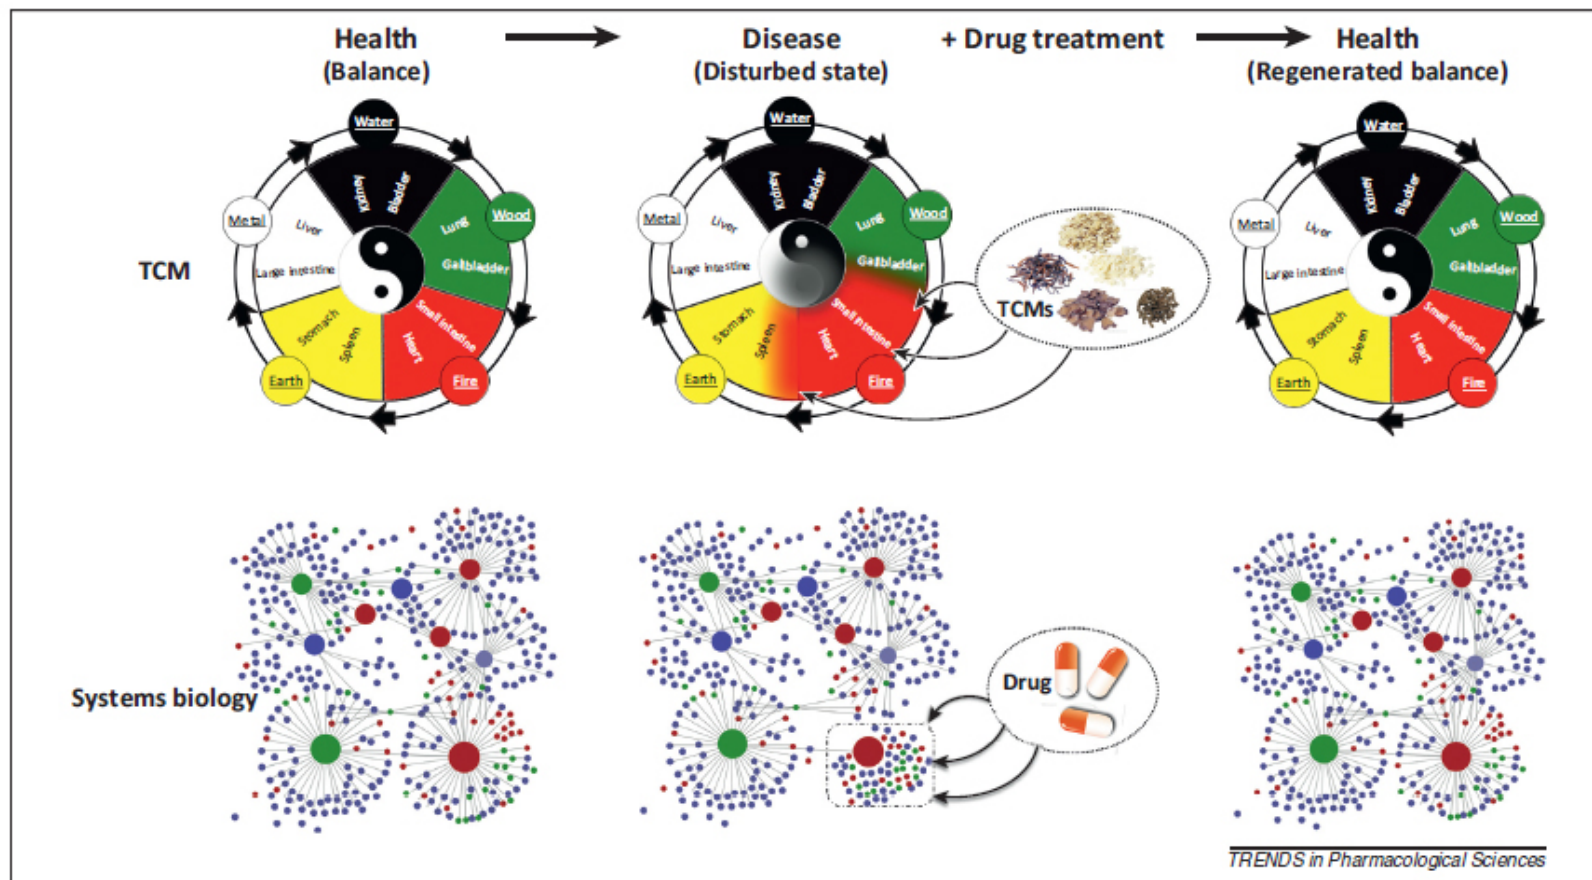 Health
(Balance)
Disease
(Disturbed state)
+ Drug treatment
Health
(Regenerated balance)
TCM
Water
Kidney
Bladder
Metal
Liver
Large intestine
Lung
Gallbladder
Wood
Stomach
Spleen
Small intestine
Heart
Earth
Fire
Water
Kidney
Bladder
Metal
Liver
Large intestine
Lung
Gallbladder
Wood
Stomach
Spleen
Small intestine
Heart
Earth
Fire
TCMs
Water
Kidney
Bladder
Metal
Liver
Large intestine
Lung
Gallbladder
Wood
Stomach
Spleen
Small intestine
Heart
Earth
Fire
Systems biology
Drug
TRENDS in Pharmacological Sciences